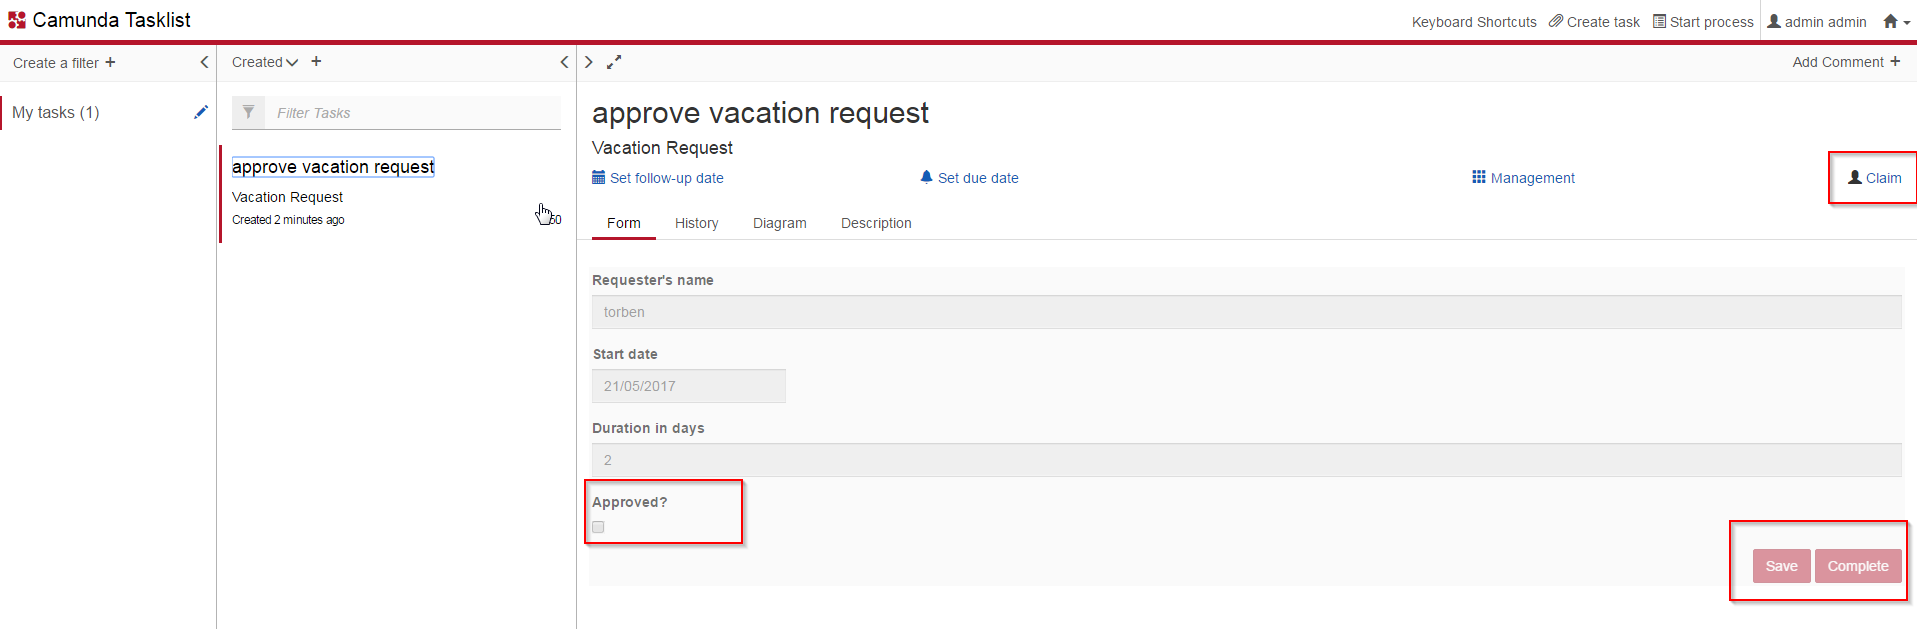 Camunda Tasklist
Keyboard Shortcuts Create task Start process admin admin
Create a filter +
Created +
Add Comment +
My tasks (1)
Filter Tasks
approve vacation request
Vacation Request
Created 2 minutes ago
50
approve vacation request
Vacation Request
Set follow-up date Set due date Management Claim
Form History Diagram Description
Requester's name
torben
Start date
21/05/2017
Duration in days
2
Approved?
Save Complete